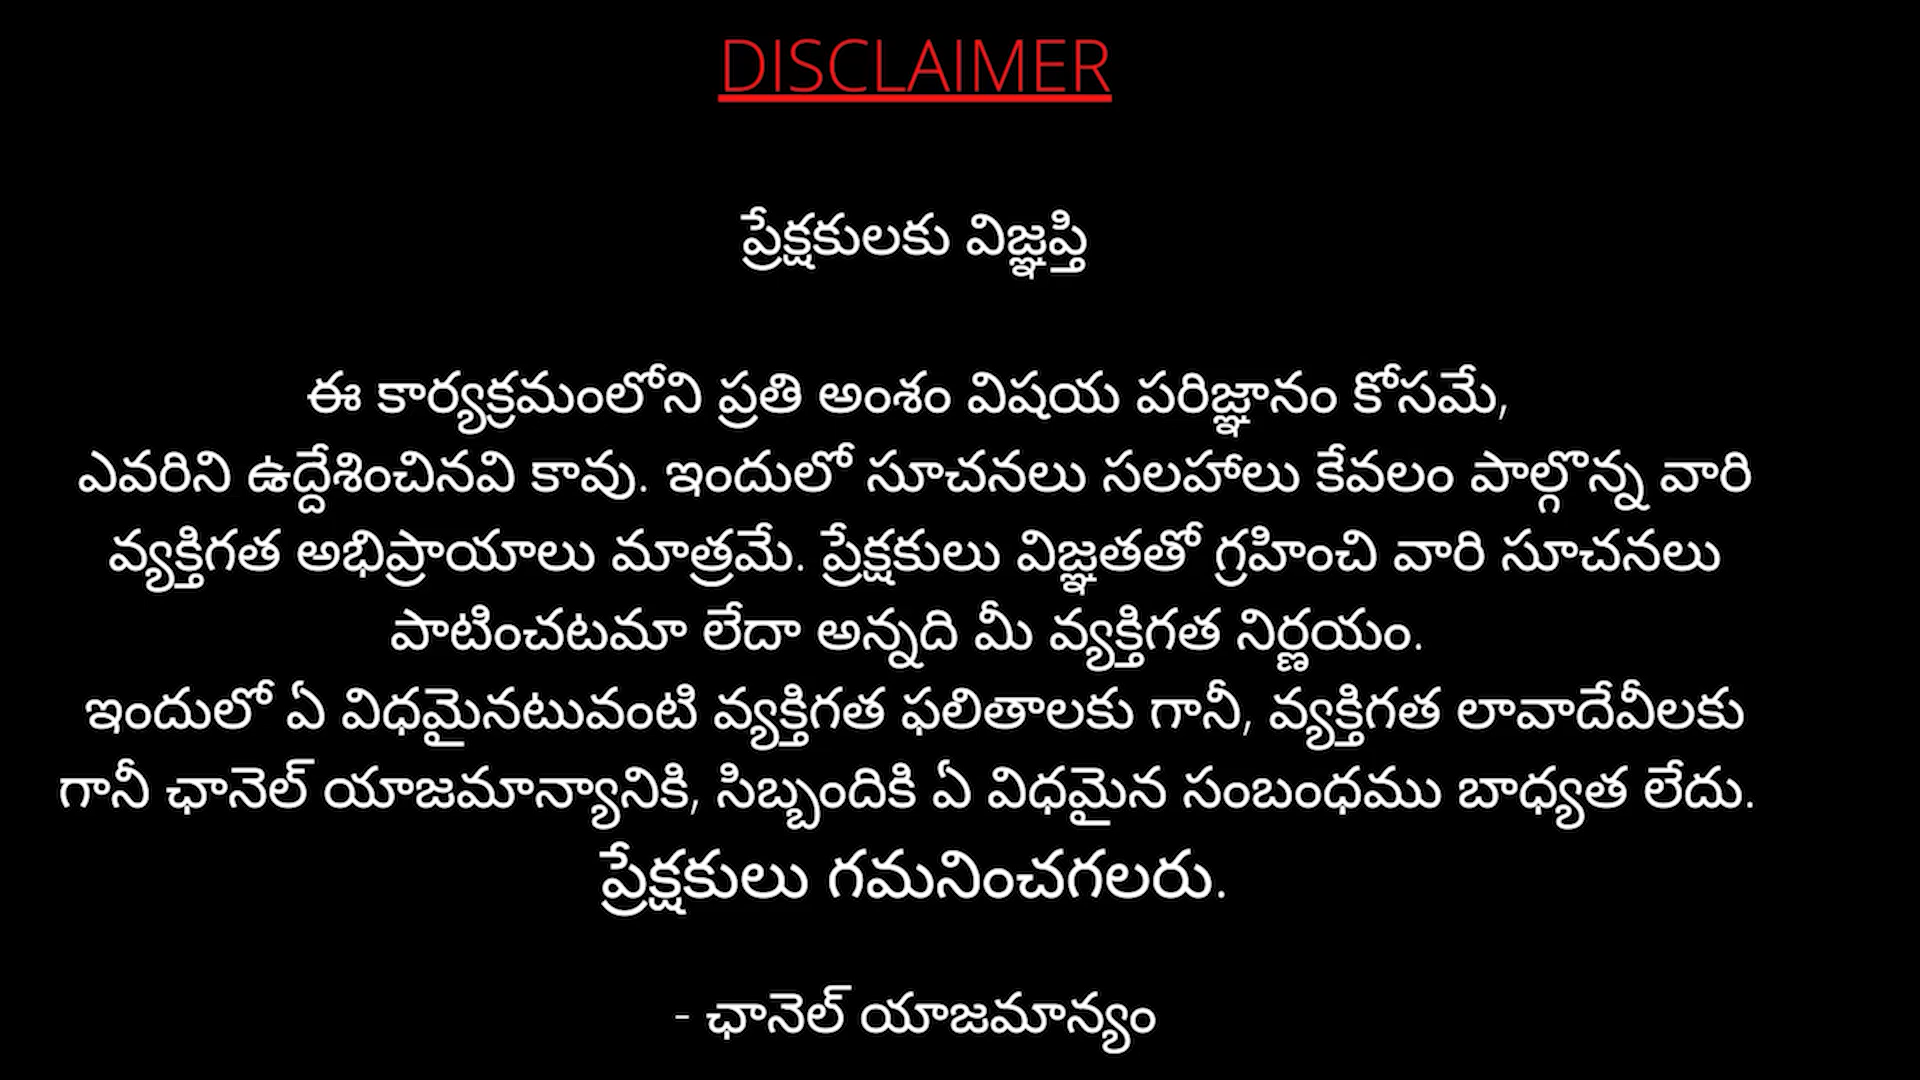 DISCLAIMER
ప్రేక్షకులకు విజ్ఞప్తి
ఈ కార్యక్రమంలోని ప్రతి అంశం విషయ పరిజ్ఞానం కోసమే,
ఎవరిని ఉద్దేశించినవి కావు. ఇందులో సూచనలు సలహాలు కేవలం పాల్గొన్న వారి
వ్యక్తిగత అభిప్రాయాలు మాత్రమే. ప్రేక్షకులు విజ్ఞతతో గ్రహించి వారి సూచనలు
పాటించటమా లేదా అన్నది మీ వ్యక్తిగత నిర్ణయం.
ఇందులో ఏ విధమైనటువంటి వ్యక్తిగత ఫలితాలకు గానీ, వ్యక్తిగత లావాదేవీలకు
గానీ ఛానెల్ యాజమాన్యానికి, సిబ్బందికి ఏ విధమైన సంబంధము బాధ్యత లేదు.
ప్రేక్షకులు గమనించగలరు.
- ఛానెల్ యాజమాన్యం